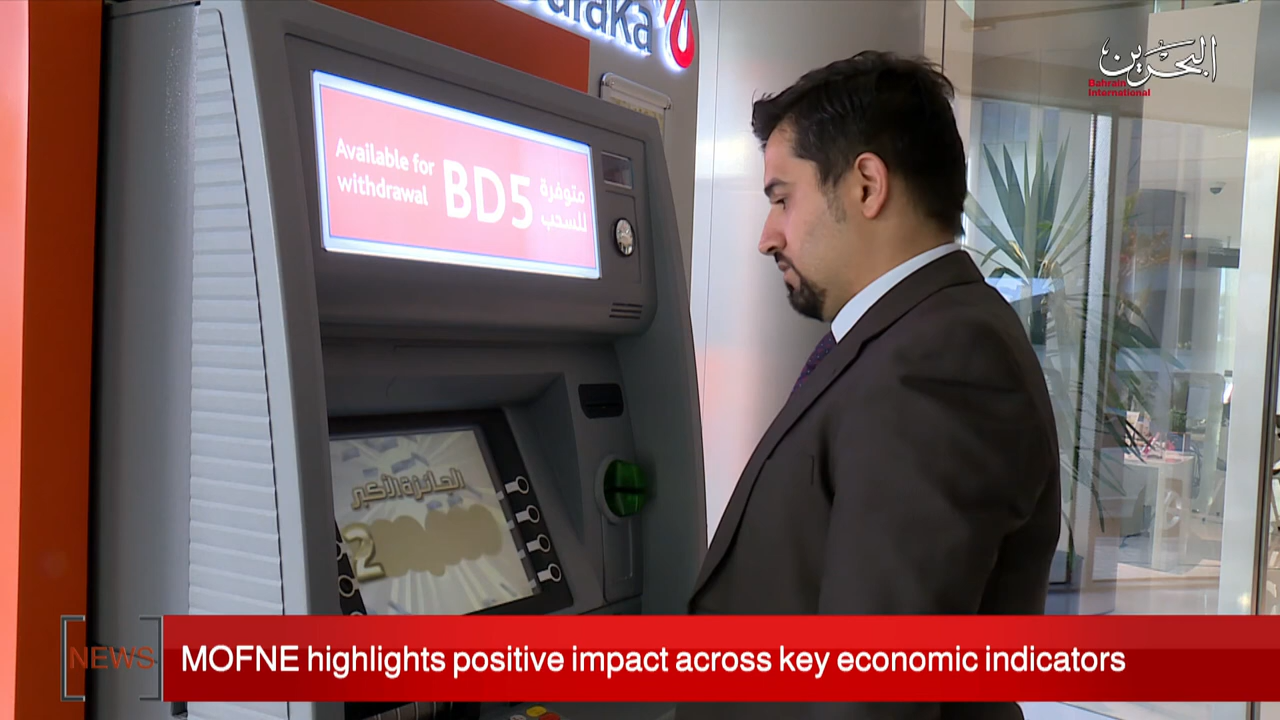 البحرين
Bahrain
International
Available for
withdrawal
BD5
متوفرة
للسحب
الجائزة الأكبر
2
NEWS
MOFNE highlights positive impact across key economic indicators